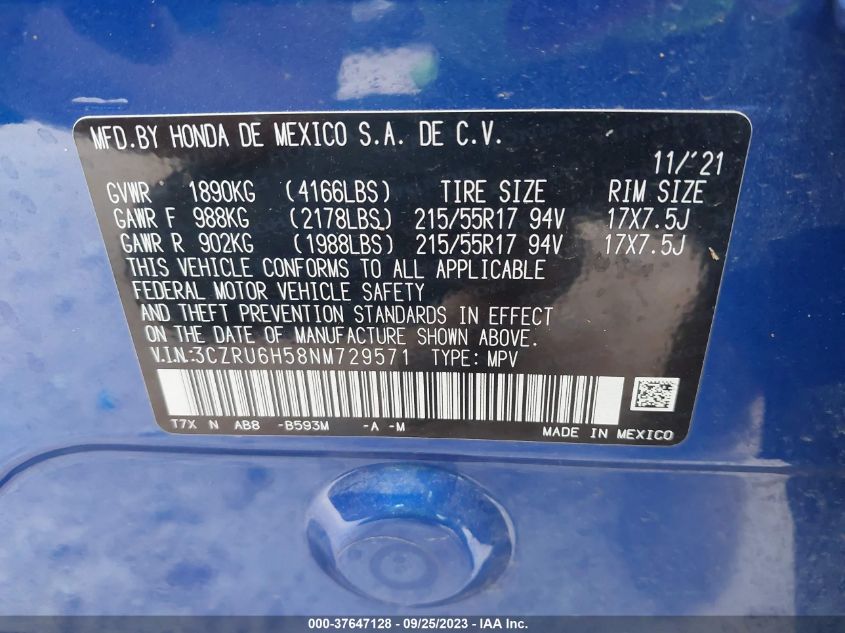 MFD.BY HONDA DE MEXICO S.A. DE C.V.
11/'21
GVWR 1890KG (4166LBS) TIRE SIZE RIM SIZE
GAWR F 988KG (2178LBS) 215/55R17 94V 17X7.5J
GAWR R 902KG (1988LBS) 215/55R17 94V 17X7.5J
THIS VEHICLE CONFORMS TO ALL APPLICABLE
FEDERAL MOTOR VEHICLE SAFETY
AND THEFT PREVENTION STANDARDS IN EFFECT
ON THE DATE OF MANUFACTURE SHOWN ABOVE.
V.I.N.:3CZRU6H58NM729571 TYPE: MPV
T7X N AB8 -B593M -A -M
MADE IN MEXICO
000-37647128 - 09/25/2023 - IAA Inc.